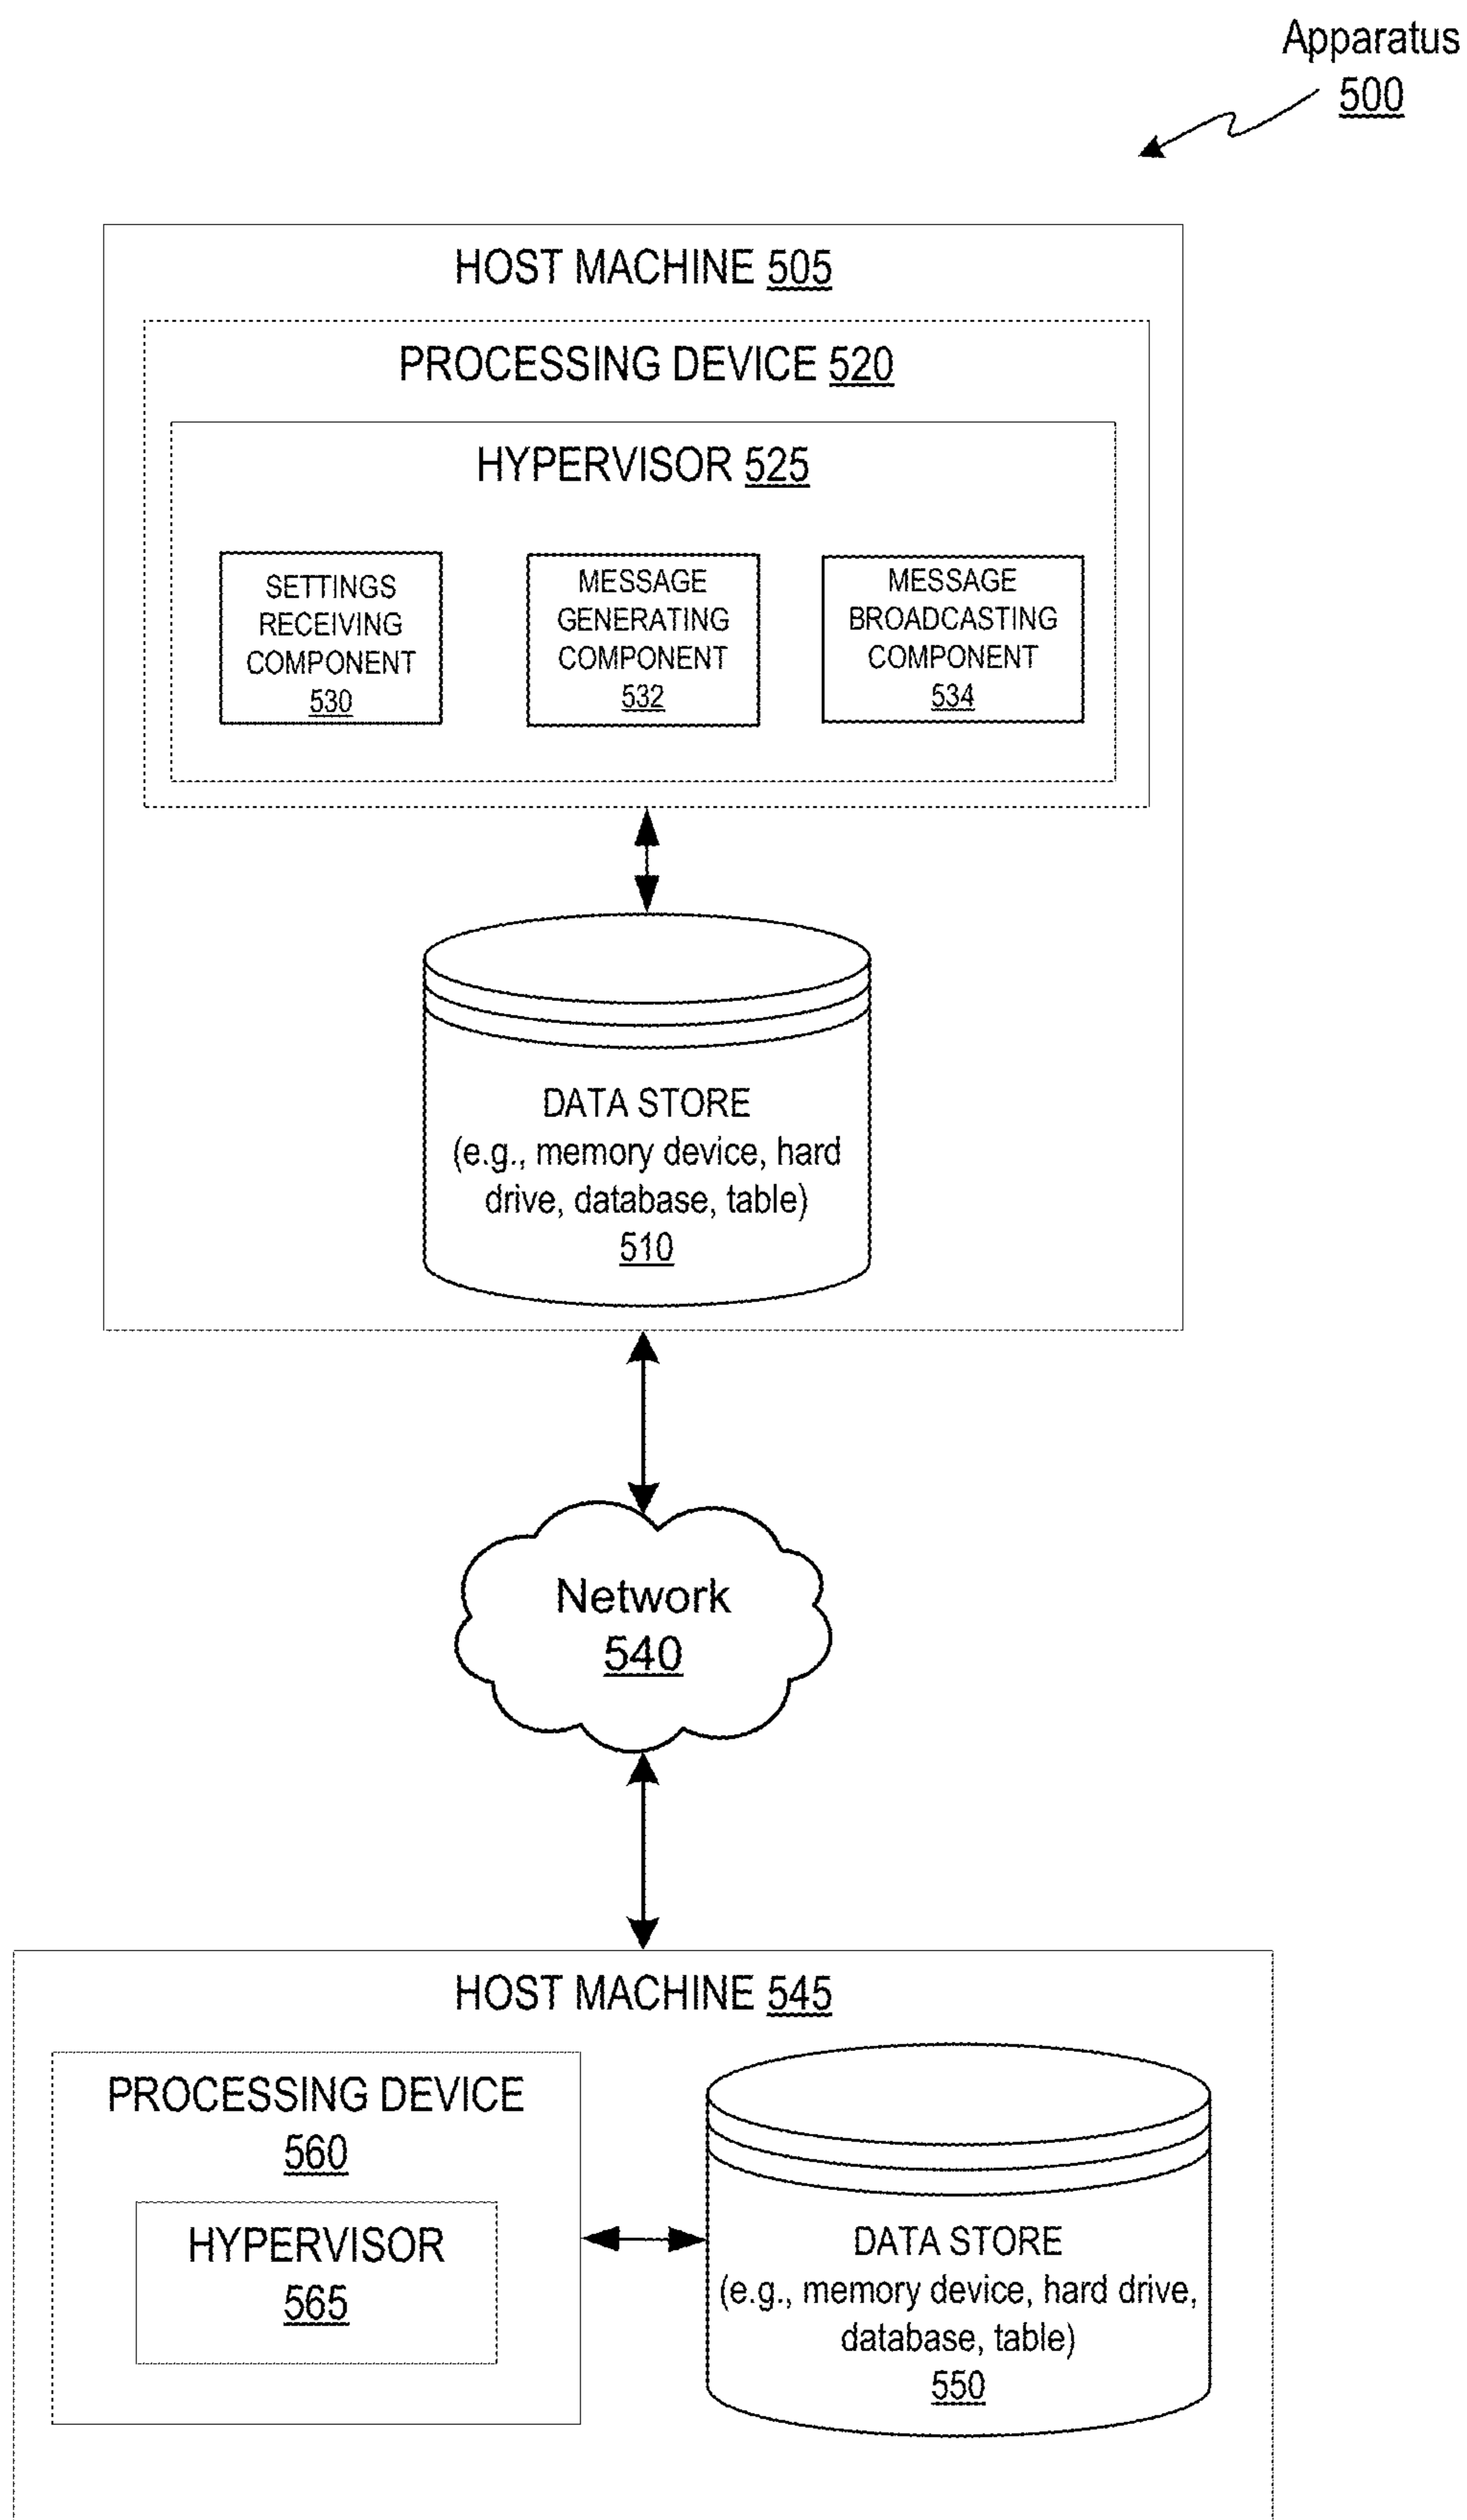 Apparatus
500
HOST MACHINE 505
PROCESSING DEVICE 520
HYPERVISOR 525
SETTINGS
RECEIVING
COMPONENT
530
MESSAGE
GENERATING
COMPONENT
532
MESSAGE
BROADCASTING
COMPONENT
534
DATA STORE
(e.g., memory device, hard
drive, database, table)
510
Network
540
HOST MACHINE 545
PROCESSING DEVICE
560
HYPERVISOR
565
DATA STORE
(e.g., memory device, hard drive,
database, table)
550